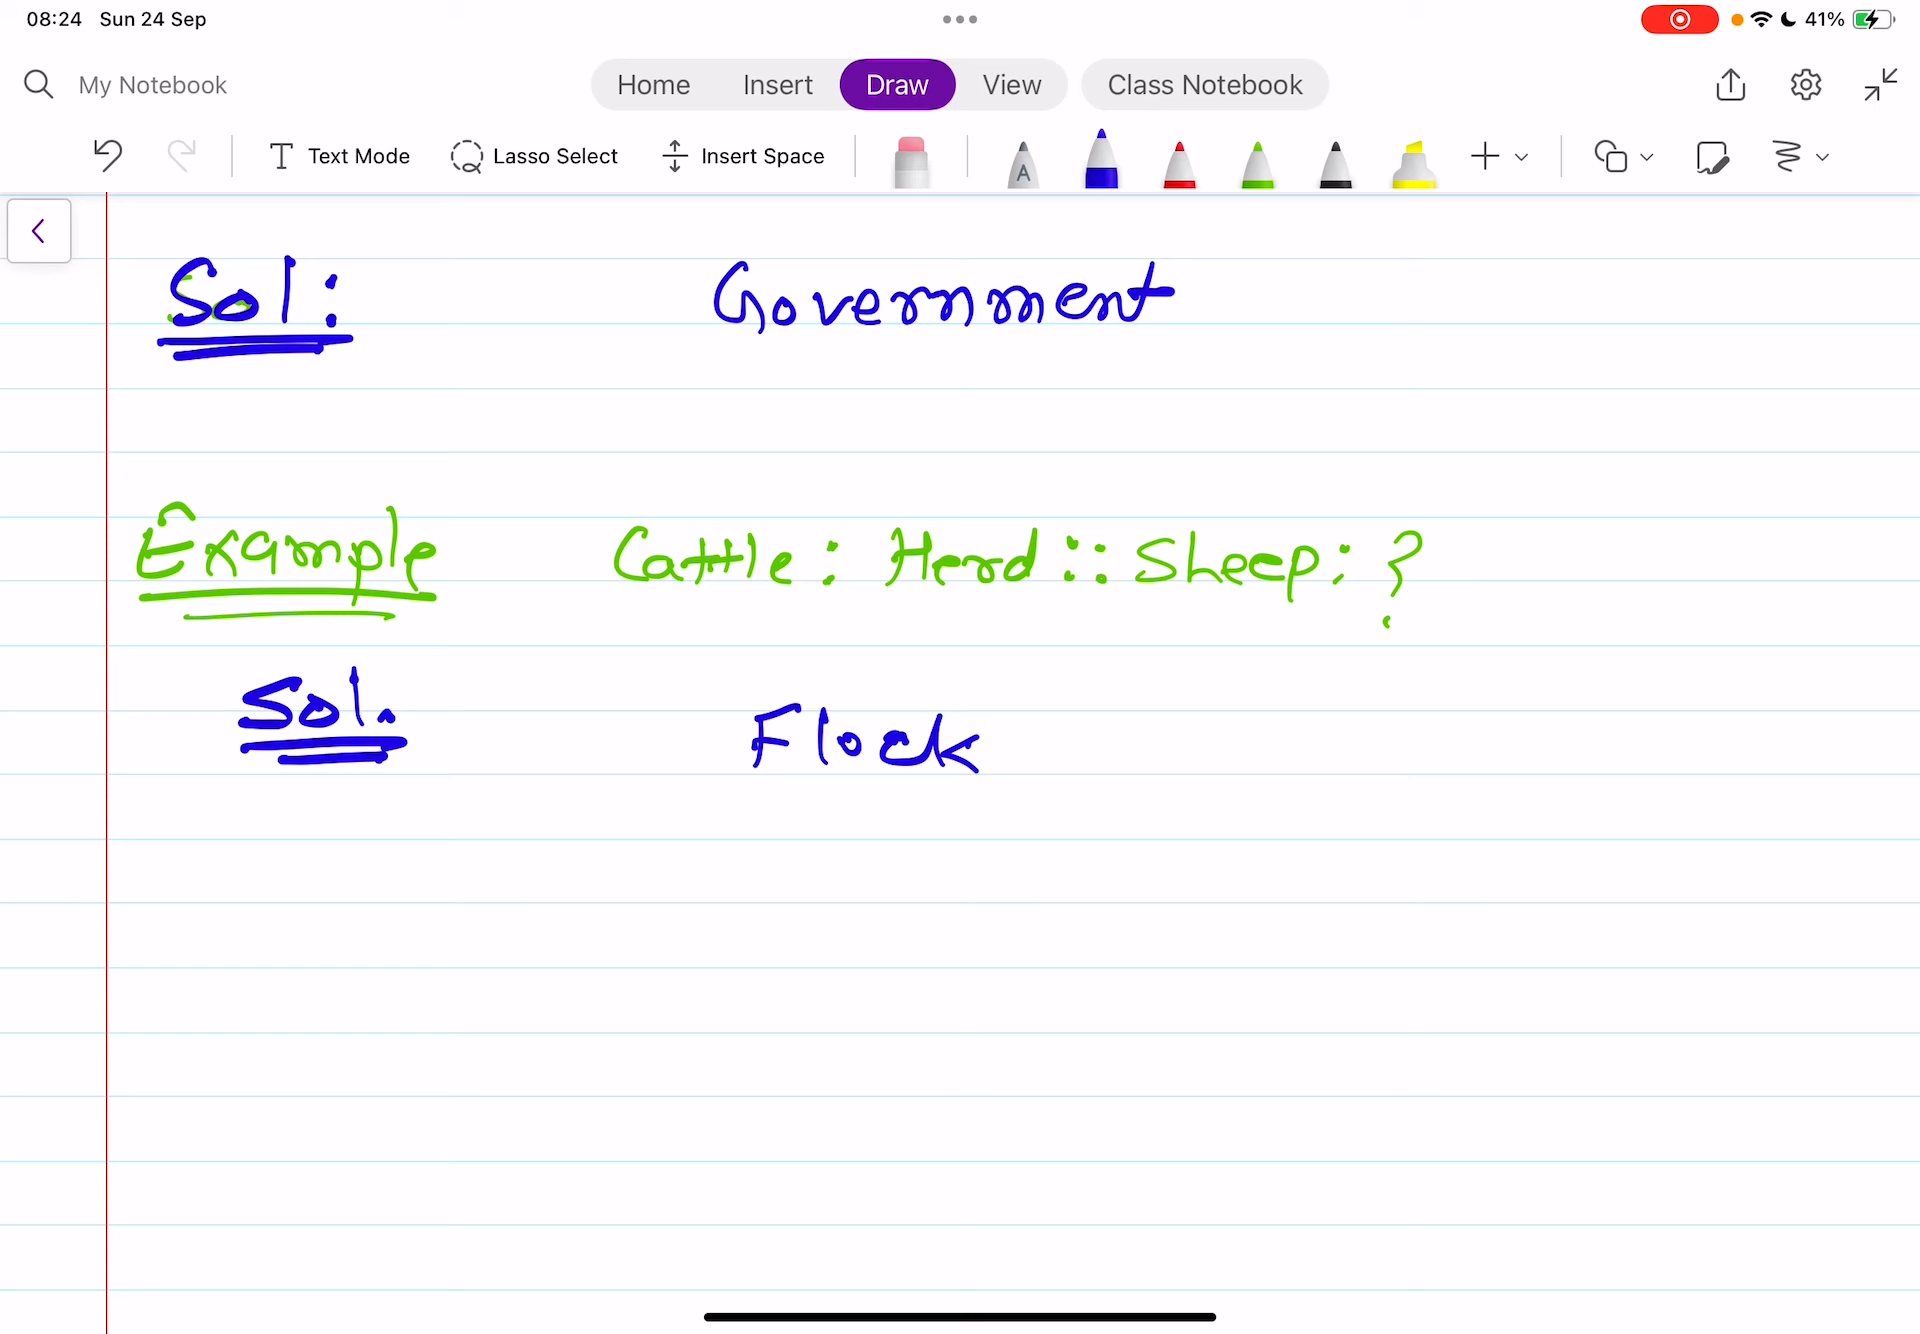 08:24 Sun 24 Sep 41%
My Notebook Home Insert Draw View Class Notebook
Text Mode Lasso Select Insert Space A
Sol: Government
Example Cattle : Herd :: Sheep : ?
Sol. Flock